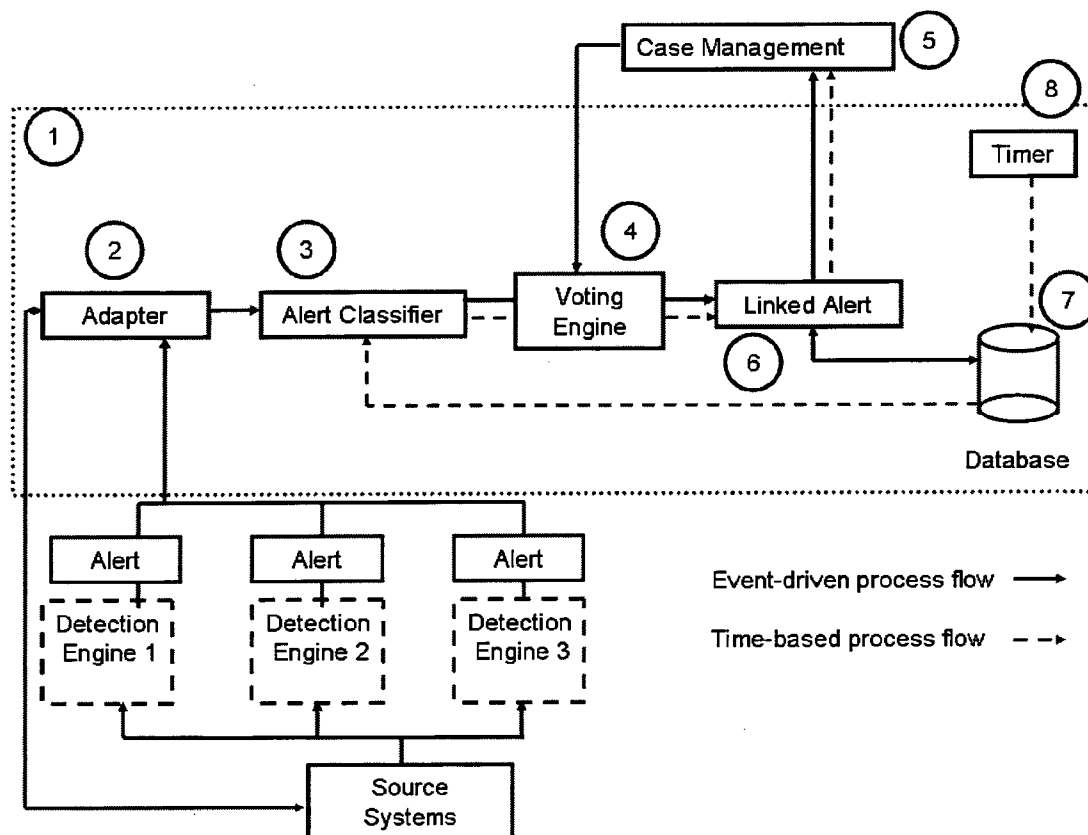 Case Management
5
8
1
Timer
2
3
4
7
Adapter
Alert Classifier
Voting
Engine
Linked Alert
6
Database
Alert
Alert
Alert
Event-driven process flow
Detection
Engine 1
Detection
Engine 2
Detection
Engine 3
Time-based process flow
Source
Systems